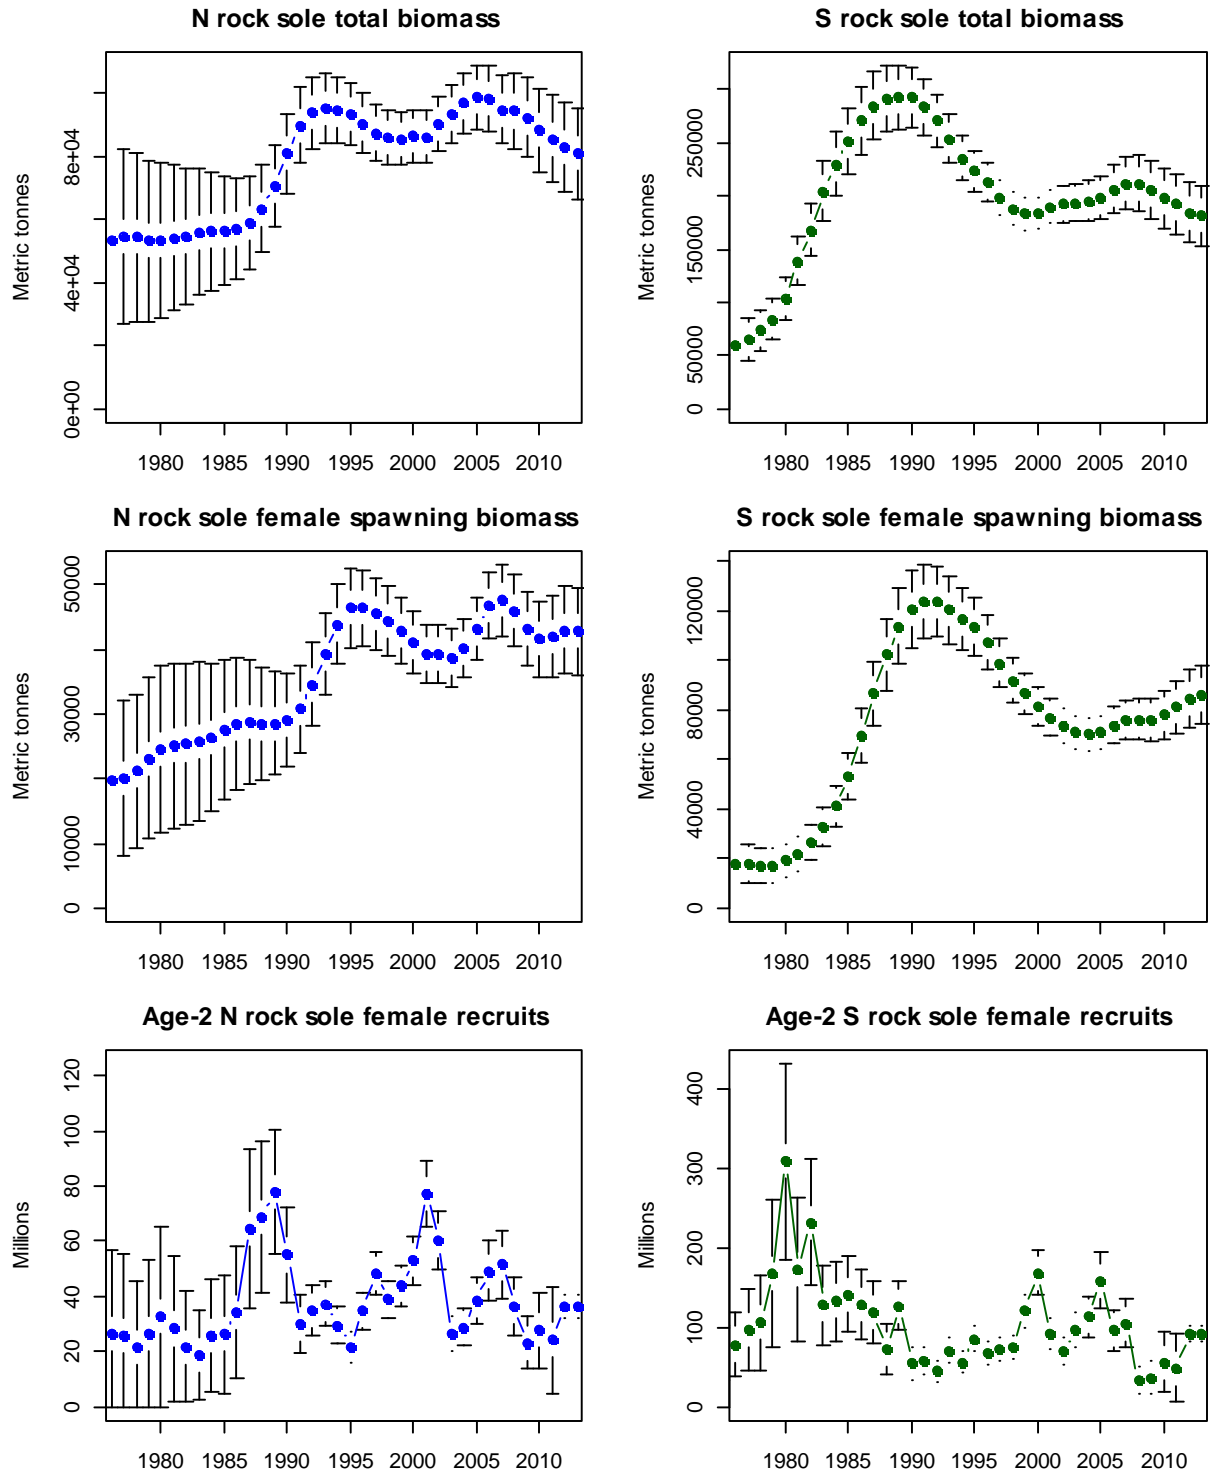 N rock sole total biomass
Metric tonnes
8e+04
4e+04
0e+00
1980 1985 1990 1995 2000 2005 2010
S rock sole total biomass
Metric tonnes
250000
150000
50000
0
1980 1985 1990 1995 2000 2005 2010
N rock sole female spawning biomass
Metric tonnes
50000
30000
10000
0
1980 1985 1990 1995 2000 2005 2010
S rock sole female spawning biomass
Metric tonnes
120000
80000
40000
0
1980 1985 1990 1995 2000 2005 2010
Age-2 N rock sole female recruits
Millions
120
100
80
60
40
20
0
1980 1985 1990 1995 2000 2005 2010
Age-2 S rock sole female recruits
Millions
400
300
200
100
0
1980 1985 1990 1995 2000 2005 2010